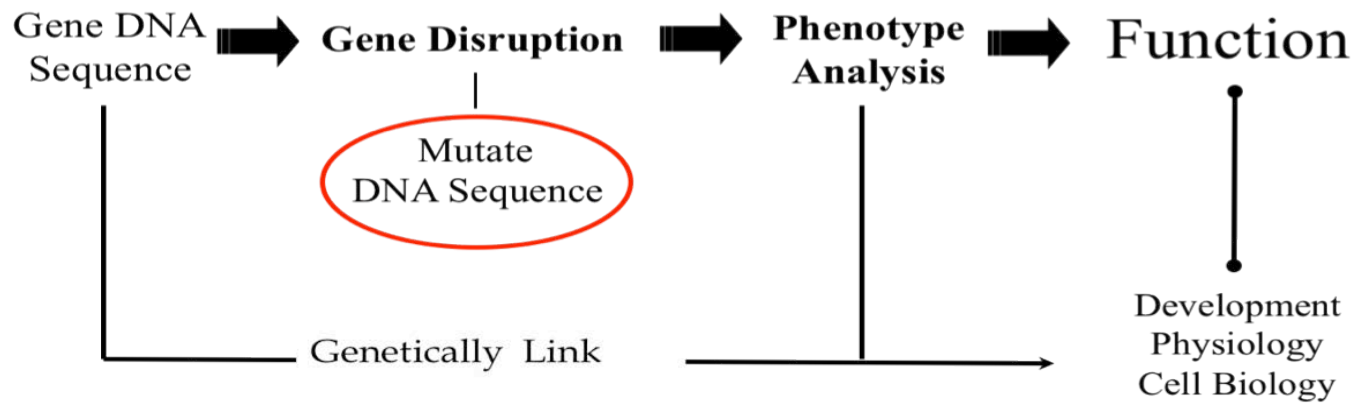 Gene DNA
Sequence
Gene Disruption
Phenotype
Analysis
Function
Mutate
DNA Sequence
Genetically Link
Development
Physiology
Cell Biology